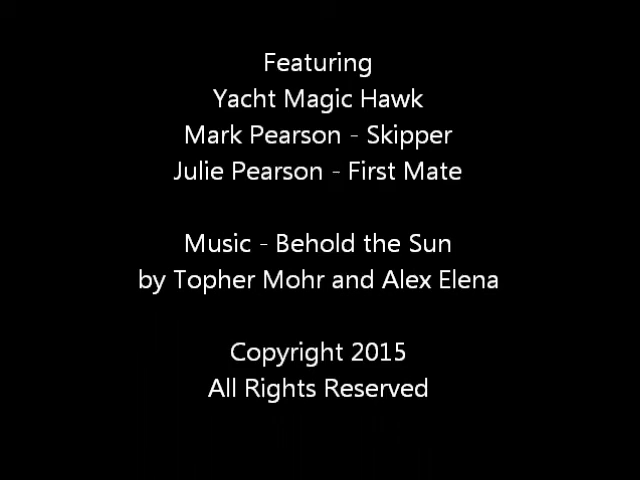 Featuring
Yacht Magic Hawk
Mark Pearson - Skipper
Julie Pearson - First Mate
Music - Behold the Sun
by Topher Mohr and Alex Elena
Copyright 2015
All Rights Reserved